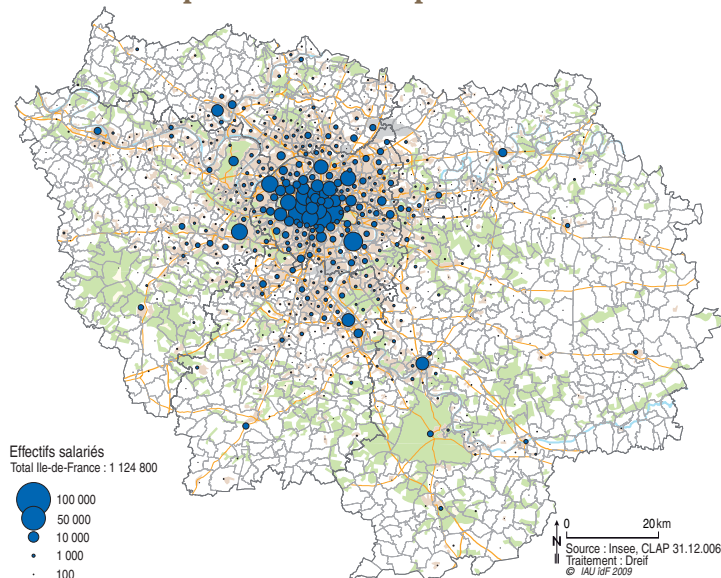 Effectifs salariés
Total Ile-de-France : 1 124 800
100 000
50 000
10 000
1 000
100
0 20 km
N
Source : Insee, CLAP 31.12.006
Traitement : Dreif
© IAU îdF 2009